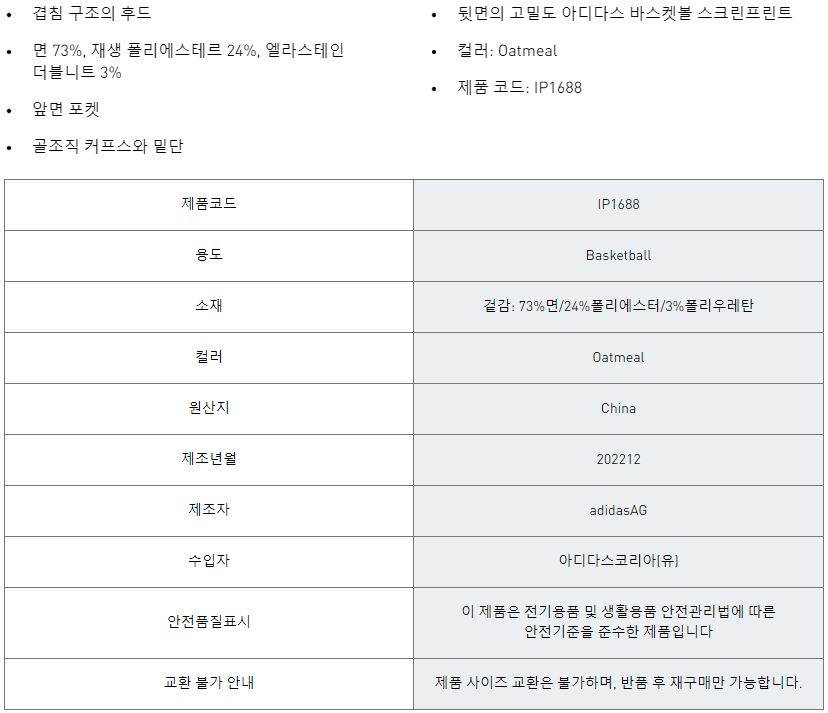 • 겹침 구조의 후드
• 면 73%, 재생 폴리에스테르 24%, 엘라스테인
더블니트 3%
• 앞면 포켓
• 골조직 커프스와 밑단
• 뒷면의 고밀도 아디다스 바스켓볼 스크린프린트
• 컬러: Oatmeal
• 제품 코드: IP1688
제품코드 IP1688
용도 Basketball
소재 겉감: 73%면/24%폴리에스터/3%폴리우레탄
컬러 Oatmeal
원산지 China
제조년월 202212
제조자 adidasAG
수입자 아디다스코리아(유)
안전품질표시 이 제품은 전기용품 및 생활용품 안전관리법에 따른
안전기준을 준수한 제품입니다
교환 불가 안내 제품 사이즈 교환은 불가하며, 반품 후 재구매만 가능합니다.